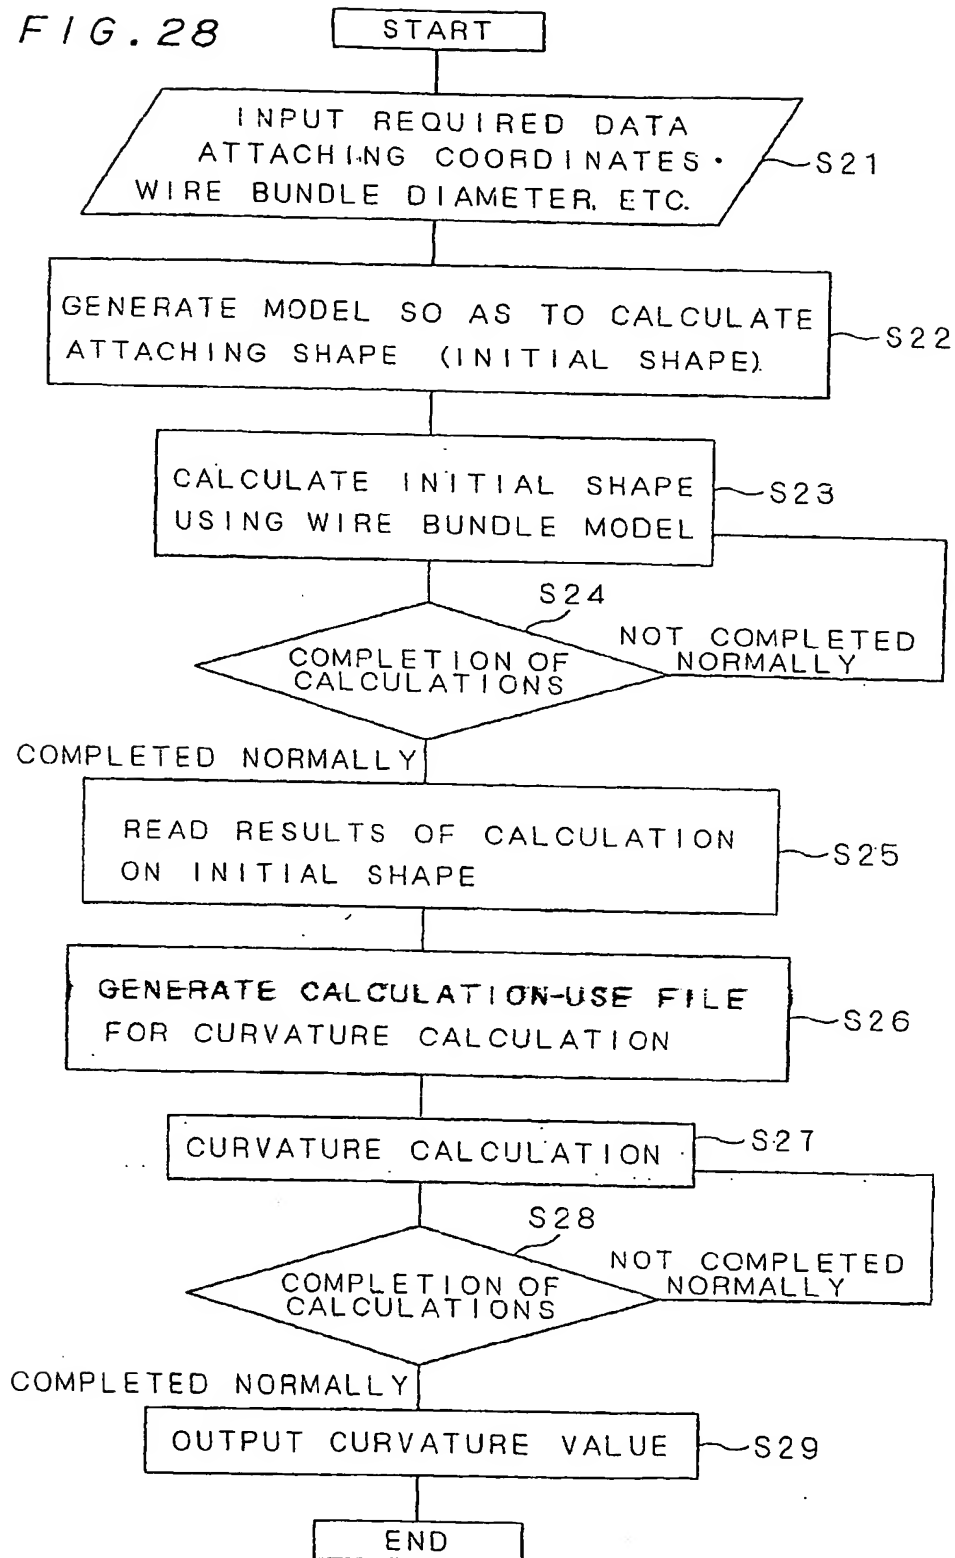 FIG. 28
START
INPUT REQUIRED DATA
ATTACHING COORDINATES ·
WIRE BUNDLE DIAMETER, ETC.
S21
GENERATE MODEL SO AS TO CALCULATE
ATTACHING SHAPE (INITIAL SHAPE).
S22
CALCULATE INITIAL SHAPE
USING WIRE BUNDLE MODEL
S23
S24
COMPLETION OF
CALCULATIONS
NOT COMPLETED
NORMALLY
COMPLETED NORMALLY
READ RESULTS OF CALCULATION
ON INITIAL SHAPE
S25
GENERATE CALCULATION-USE FILE
FOR CURVATURE CALCULATION
S26
CURVATURE CALCULATION
S27
S28
COMPLETION OF
CALCULATIONS
NOT COMPLETED
NORMALLY
COMPLETED NORMALLY
OUTPUT CURVATURE VALUE
S29
END